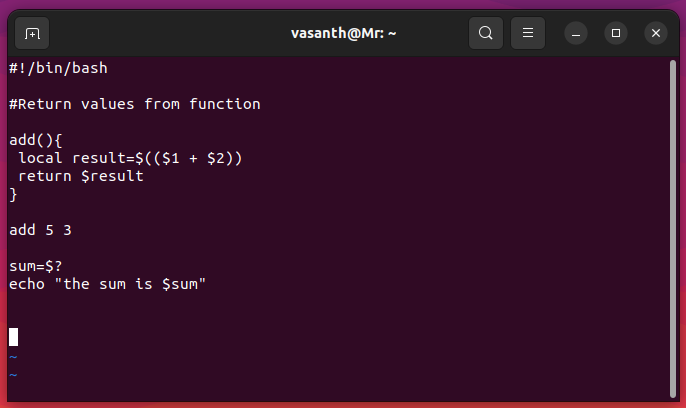 vasanth@Mr: ~
#!/bin/bash
#Return values from function
add(){
 local result=$(($1 + $2))
 return $result
}
add 5 3
sum=$?
echo "the sum is $sum"
~
~